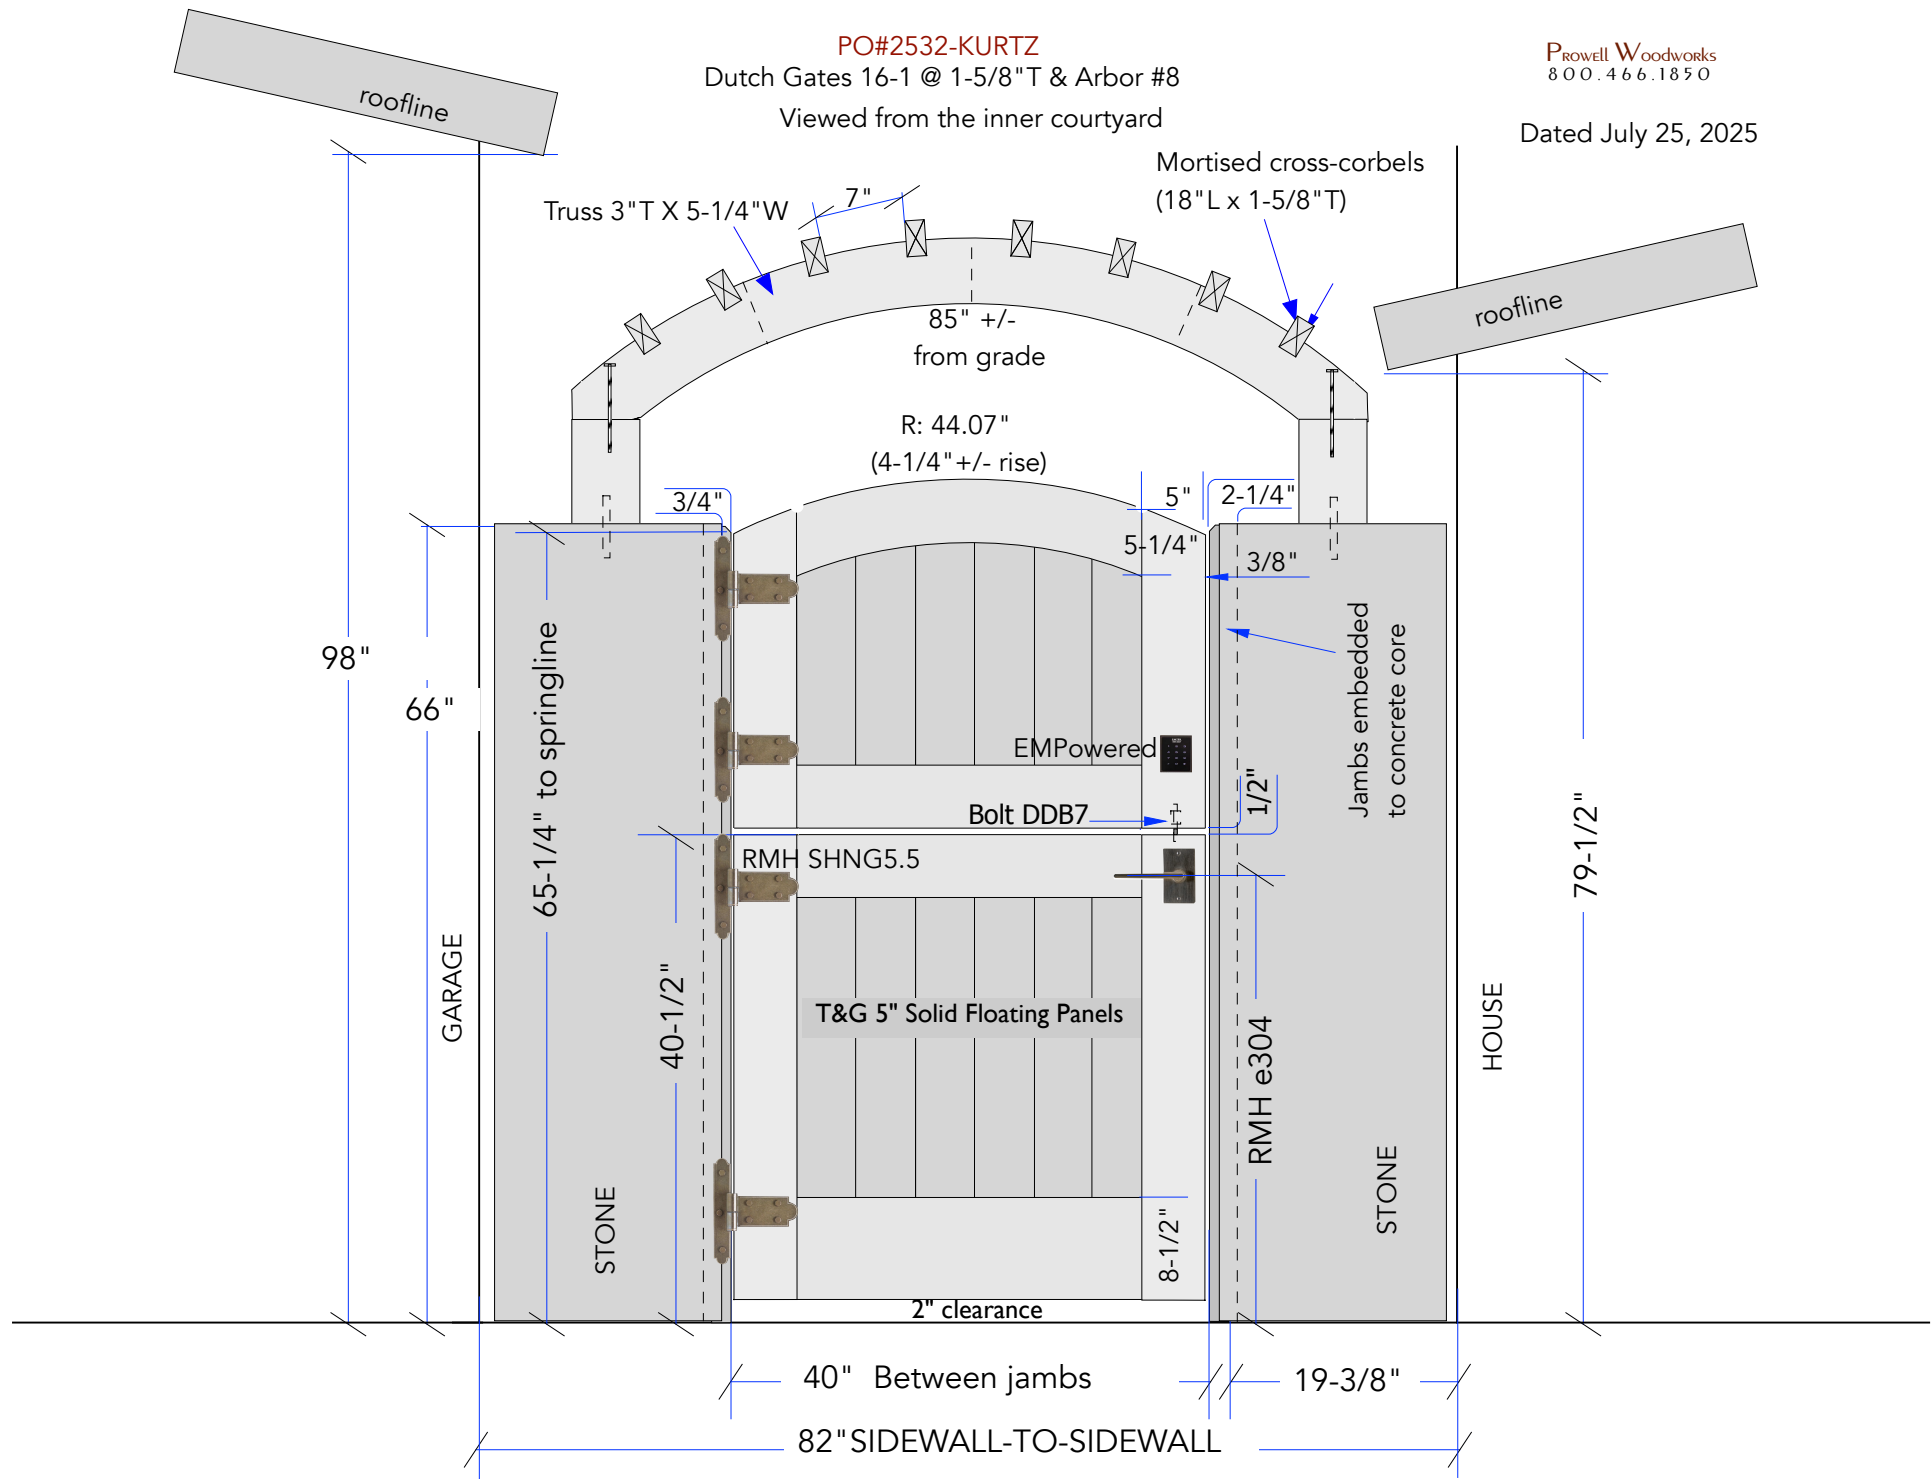 PO#2532-KURTZ
Dutch Gates 16-1 @ 1-5/8"T & Arbor #8
Viewed from the inner courtyard
Prowell Woodworks
800.466.1850
Dated July 25, 2025
roofline
Mortised cross-corbels
(18"L x 1-5/8"T)
Truss 3"T X 5-1/4"W
7"
roofline
85" +/-
from grade
R: 44.07"
(4-1/4"+/- rise)
3/4"
5"
2-1/4"
5-1/4"
3/8"
98"
66"
65-1/4" to springline
Jambs embedded
to concrete core
EMPowered
1/2"
Bolt DDB7
RMH SHNG5.5
79-1/2"
GARAGE
40-1/2"
T&G 5" Solid Floating Panels
RMH e304
HOUSE
STONE
8-1/2"
STONE
2" clearance
40" Between jambs
19-3/8"
82"SIDEWALL-TO-SIDEWALL